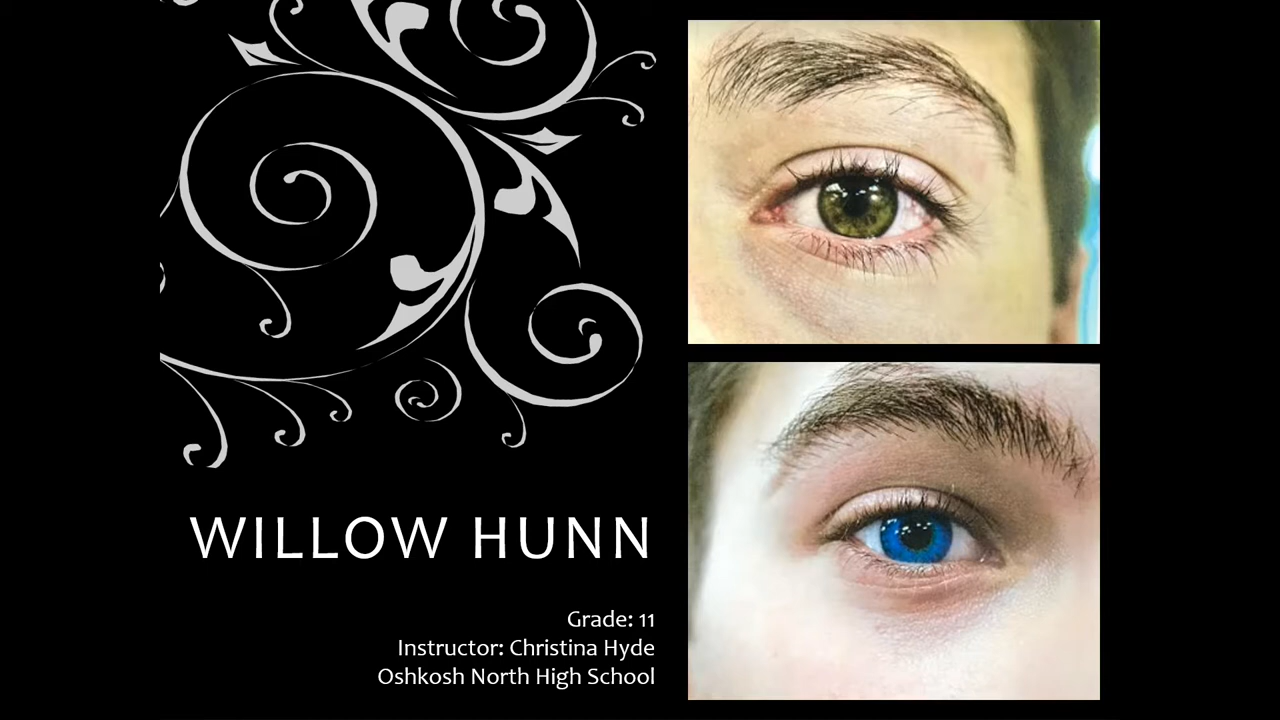 WILLOW HUNN
Grade: 11
Instructor: Christina Hyde
Oshkosh North High School